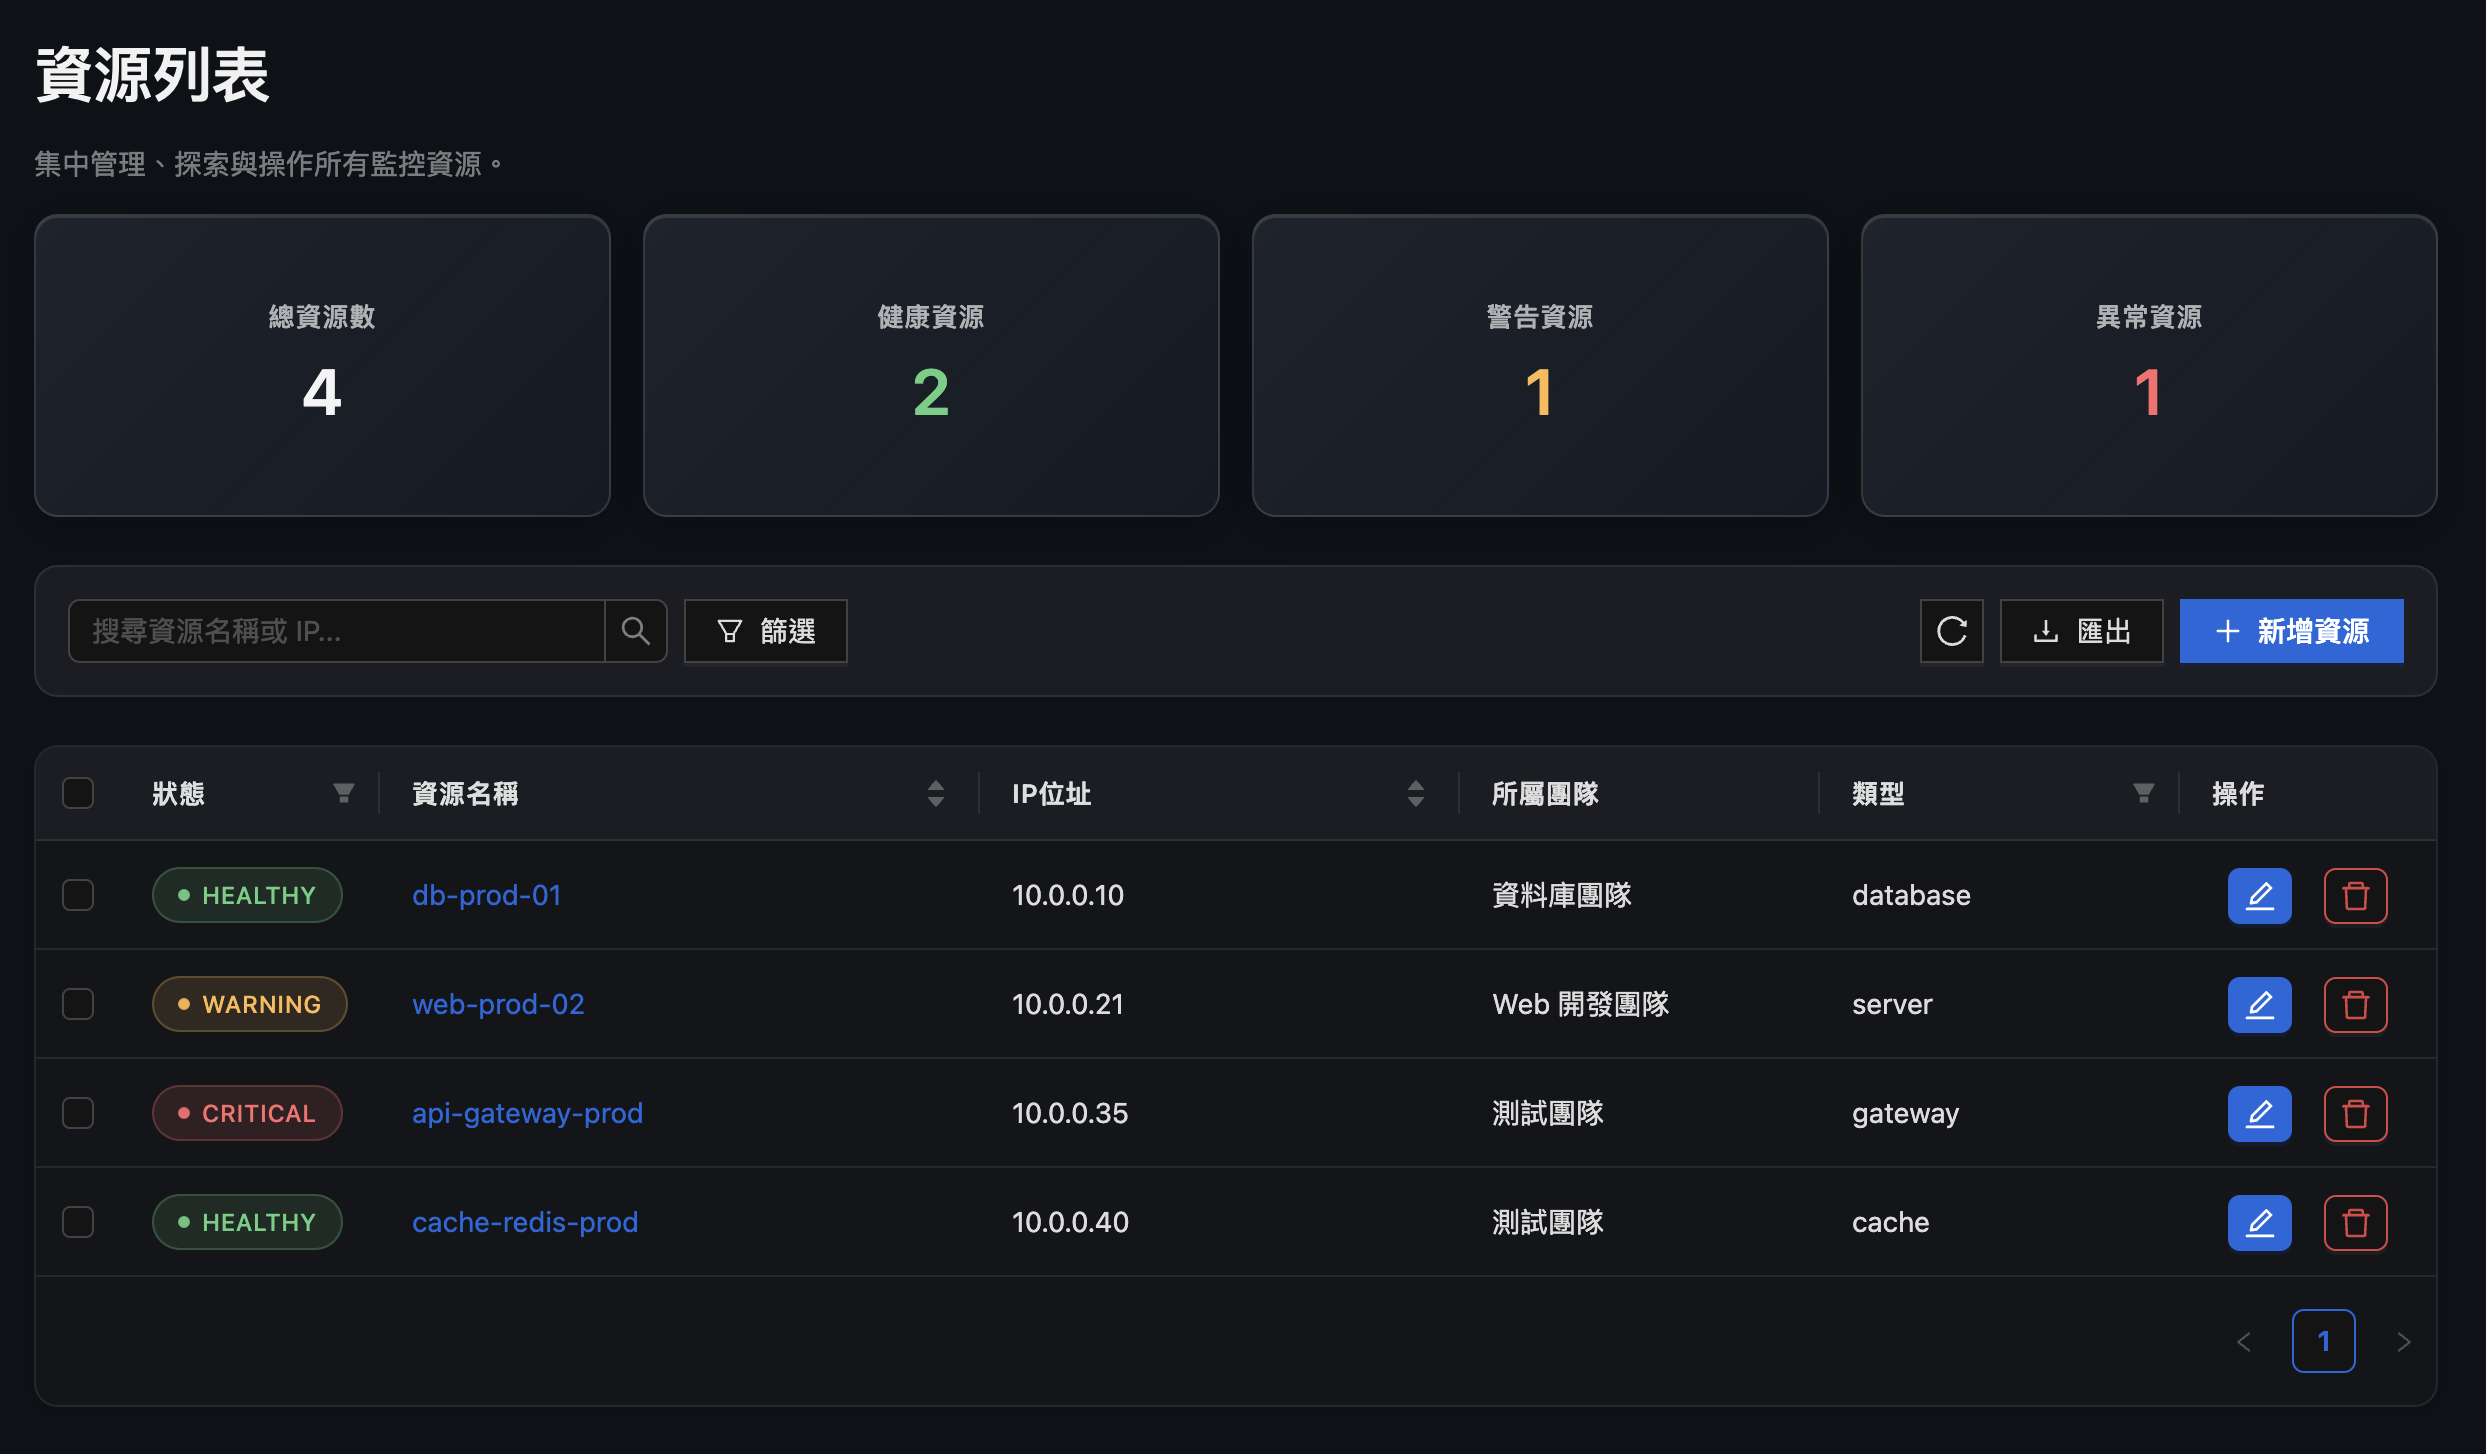 資源列表
集中管理、探索與操作所有監控資源。
總資源數
4
健康資源
2
警告資源
1
異常資源
1
搜尋資源名稱或 IP...
篩選
匯出
新增資源
狀態 資源名稱 IP位址 所屬團隊 類型 操作
HEALTHY db-prod-01 10.0.0.10 資料庫團隊 database
WARNING web-prod-02 10.0.0.21 Web 開發團隊 server
CRITICAL api-gateway-prod 10.0.0.35 測試團隊 gateway
HEALTHY cache-redis-prod 10.0.0.40 測試團隊 cache
1